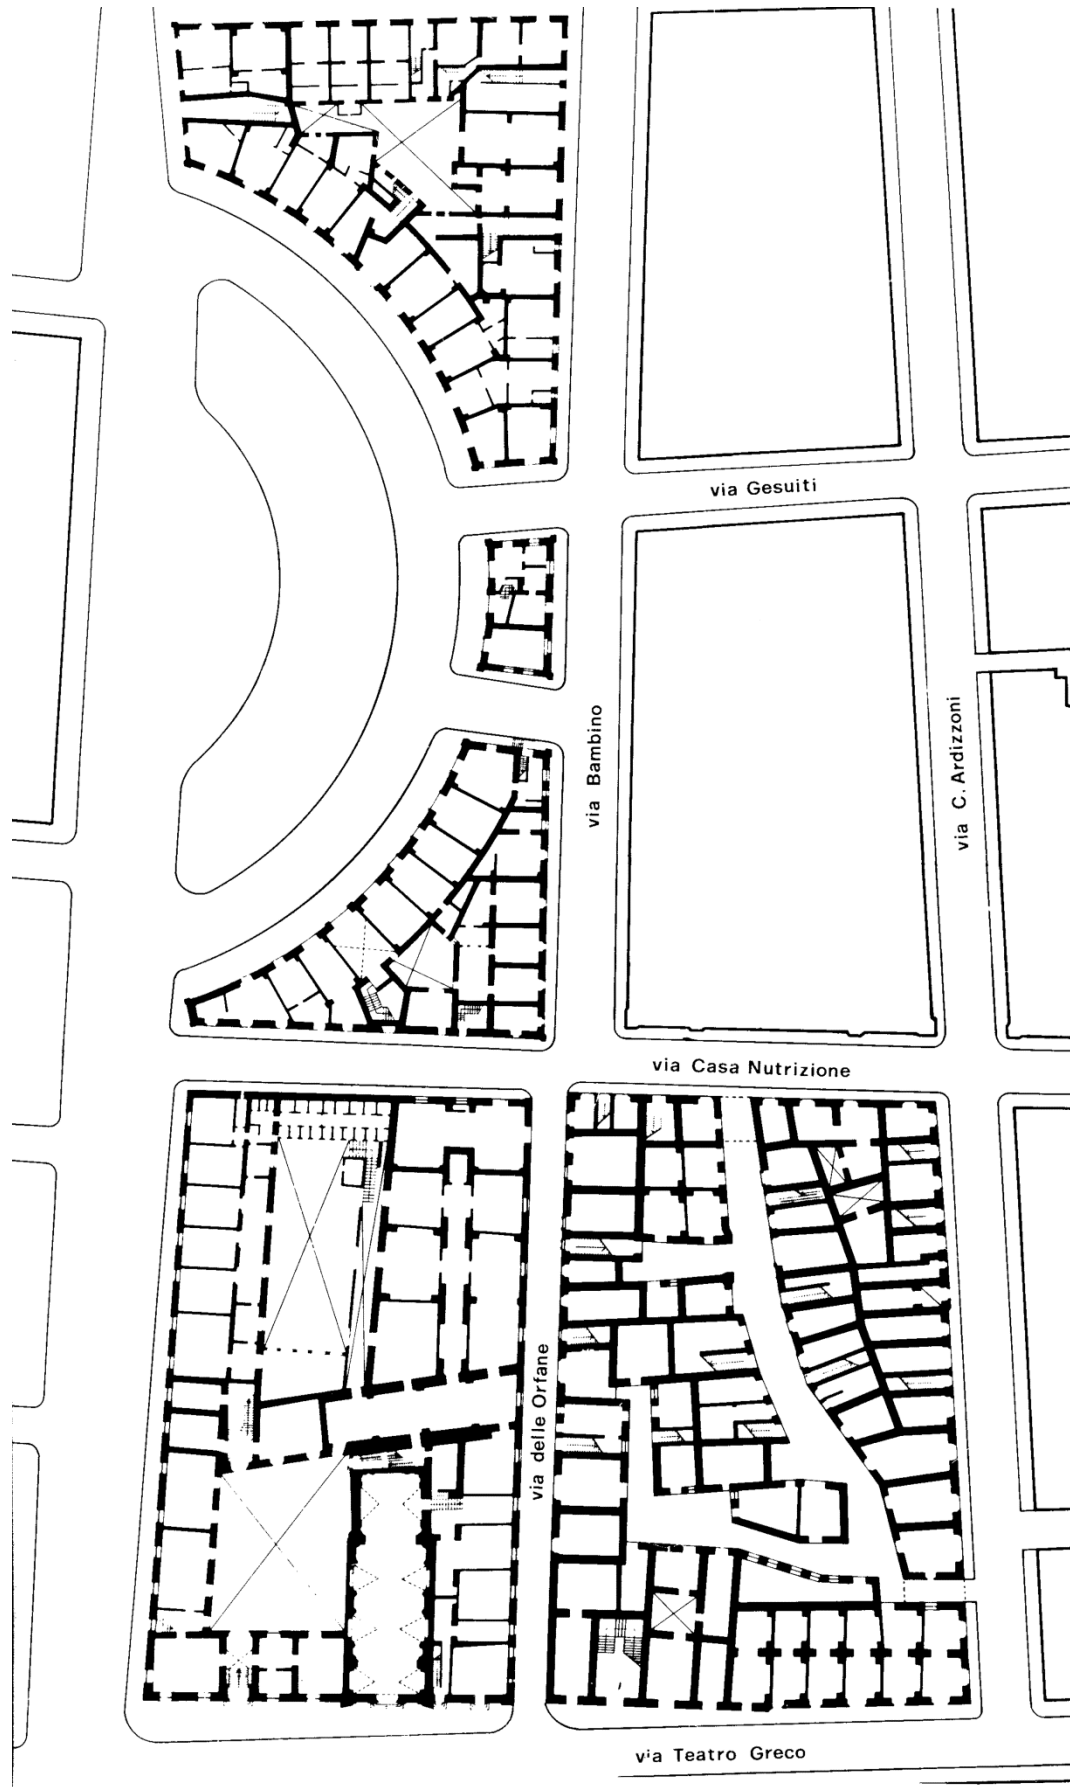 via Gesuiti
via Bambino
via C. Ardizzoni
via Casa Nutrizione
via delle Orfane
via Teatro Greco